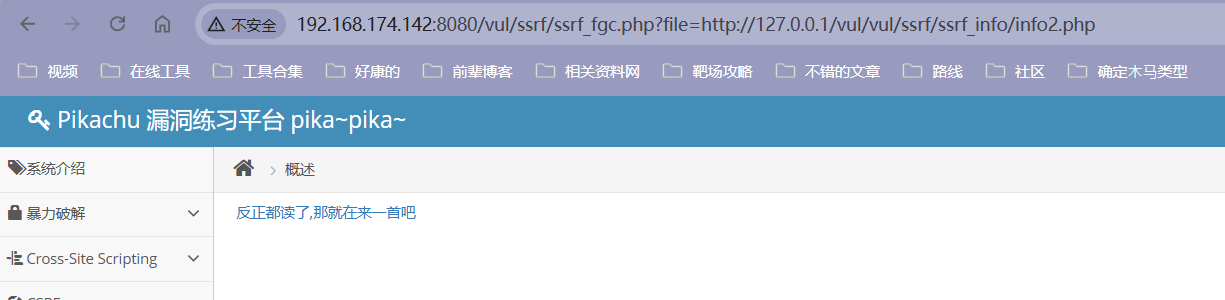 不安全 192.168.174.142:8080/vul/ssrf/ssrf_fgc.php?file=http://127.0.0.1/vul/vul/ssrf/ssrf_info/info2.php
视频 在线工具 工具合集 好康的 前辈博客 相关资料网 靶场攻略 不错的文章 路线 社区 确定木马类型
Pikachu 漏洞练习平台 pika~pika~
系统介绍
概述
暴力破解
反正都读了,那就在来一首吧
Cross-Site Scripting